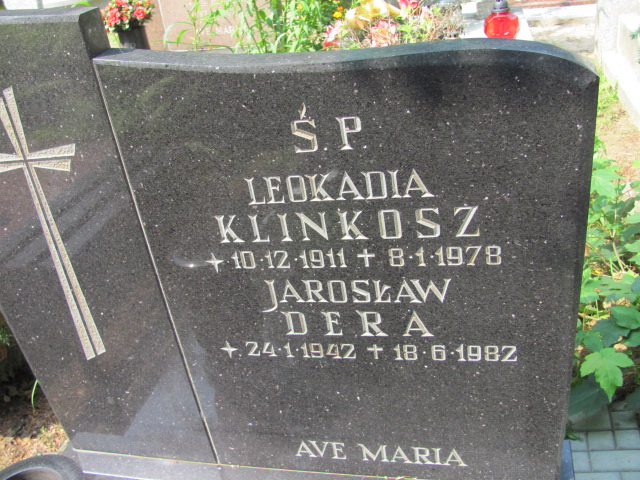 Ś.P.
LEOKADIA
KLINKOSZ
✦10·12·1911 ✝ 8·1·1978
JAROSŁAW
DERA
✦24·1·1942 ✝ 18·6·1982
AVE MARIA